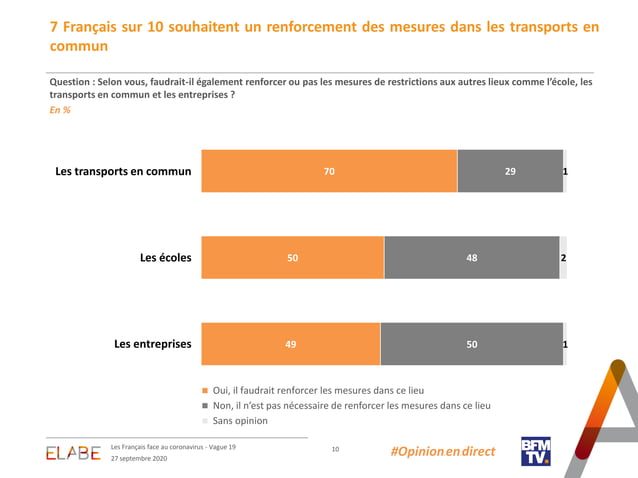 7 Français sur 10 souhaitent un renforcement des mesures dans les transports en
commun
Question : Selon vous, faudrait-il également renforcer ou pas les mesures de restrictions aux autres lieux comme l'école, les
transports en commun et les entreprises ?
En %
Les transports en commun 70 29 1
Les écoles 50 48 2
Les entreprises 49 50 1
Oui, il faudrait renforcer les mesures dans ce lieu
Non, il n'est pas nécessaire de renforcer les mesures dans ce lieu
Sans opinion
ELABE
Les Français face au coronavirus - Vague 19
27 septembre 2020
10
#Opinion.en.direct
BFM
TV.